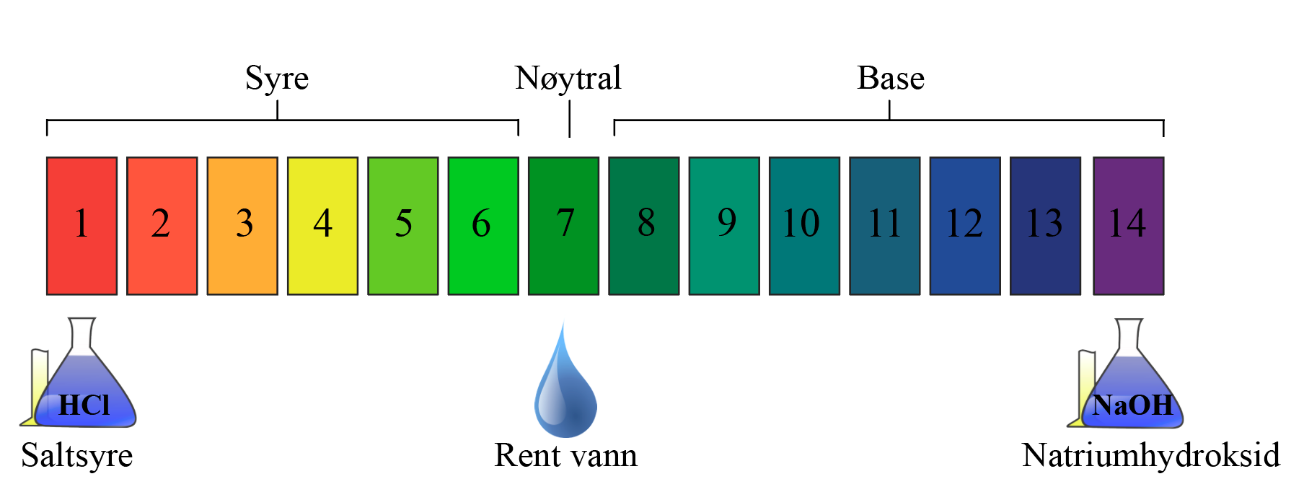 Syre Nøytral Base
1 2 3 4 5 6 7 8 9 10 11 12 13 14
HCl NaOH
Saltsyre Rent vann Natriumhydroksid